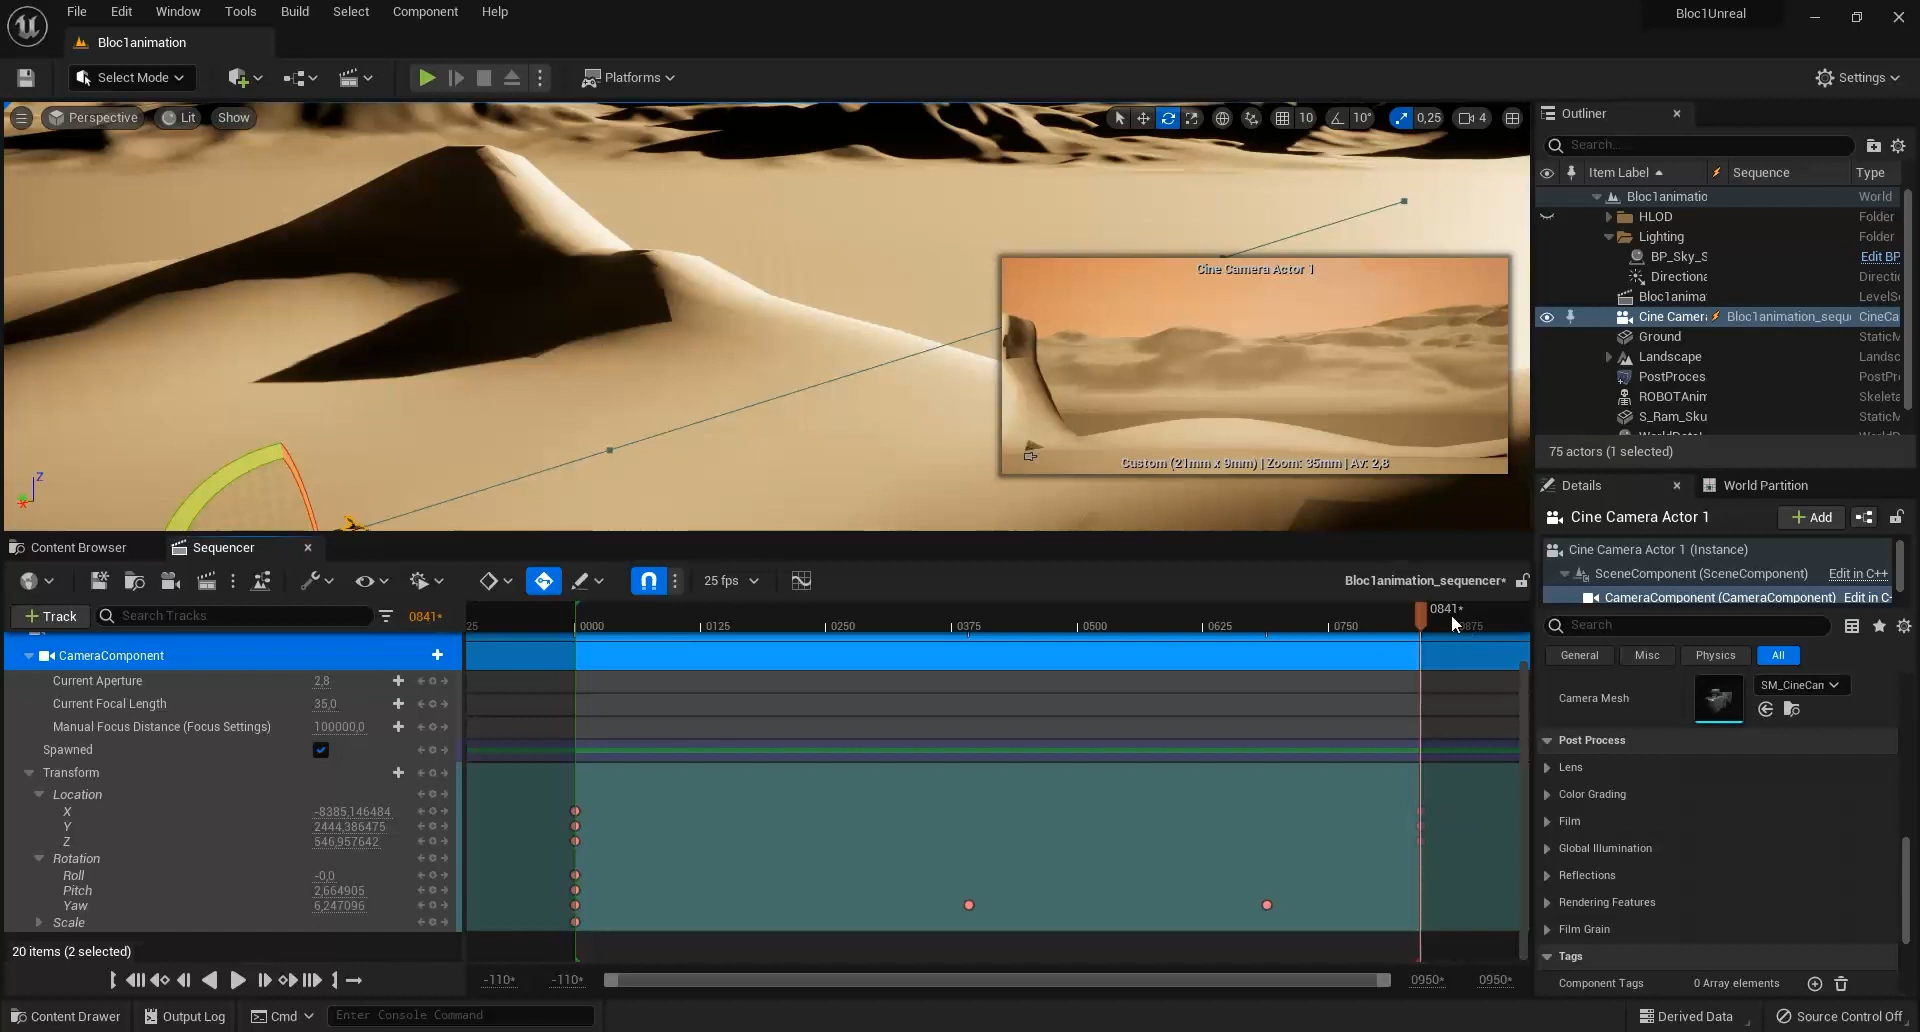 File Edit Window Tools Build Select Component Help
Bloc1Unreal
Bloc1animation
Select Mode
Platforms
Settings
Perspective Lit Show
10 10° 0,25 4
Cine Camera Actor 1
Custom (21mm x 9mm) | Zoom: 35mm | Av: 2,8
Z
Outliner
Search...
Item Label Sequence Type
Bloc1animatio World
HLOD Folder
Lighting Folder
BP_Sky_S Edit BP
Directiona Directi
Bloc1anima LevelS
Cine Camer Bloc1animation_sequ CineCa
Ground StaticM
Landscape Landsc
PostProces PostPr
ROBOTAnim Skeleta
S_Ram_Sku StaticM
75 actors (1 selected)
Details World Partition
Cine Camera Actor 1 Add
Cine Camera Actor 1 (Instance)
SceneComponent (SceneComponent) Edit in C++
CameraComponent (CameraComponent) Edit in C
Search
General Misc Physics All
Camera Mesh SM_CineCan
Post Process
Lens
Color Grading
Film
Global Illumination
Reflections
Rendering Features
Film Grain
Tags
Component Tags 0 Array elements
Content Browser Sequencer
25 fps
Bloc1animation_sequencer*
Track
Search Tracks
0841*
25 0000 0125 0250 0375 0500 0625 0750 0875
0841*
CameraComponent
Current Aperture 2,8
Current Focal Length 35,0
Manual Focus Distance (Focus Settings) 100000,0
Spawned
Transform
Location
X -8385,146484
Y 2444,386475
Z 546,957642
Rotation
Roll -0,0
Pitch 2,664905
Yaw 6,247096
Scale
20 items (2 selected)
-110* -110* 0950* 0950*
Content Drawer Output Log Cmd Enter Console Command
Derived Data Source Control Off